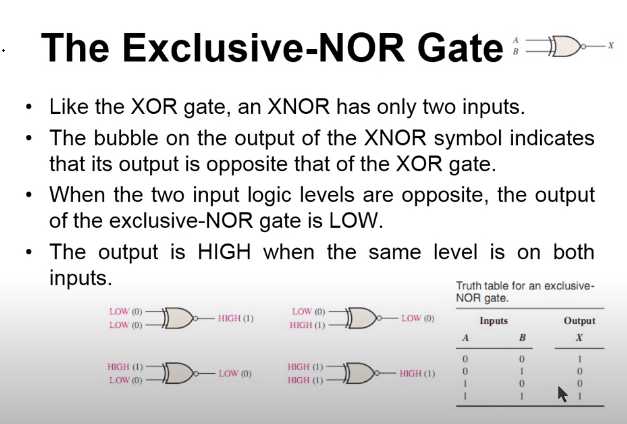 The Exclusive-NOR Gate
A
B
X
• Like the XOR gate, an XNOR has only two inputs.
• The bubble on the output of the XNOR symbol indicates
that its output is opposite that of the XOR gate.
• When the two input logic levels are opposite, the output
of the exclusive-NOR gate is LOW.
• The output is HIGH when the same level is on both
inputs.
LOW (0)
LOW (0)
HIGH (1)
LOW (0)
HIGH (1)
LOW (0)
HIGH (1)
LOW (0)
LOW (0)
HIGH (1)
HIGH (1)
HIGH (1)
Truth table for an exclusive-
NOR gate.
Inputs Output
A B X
0 0 1
0 1 0
1 0 0
1 1 1